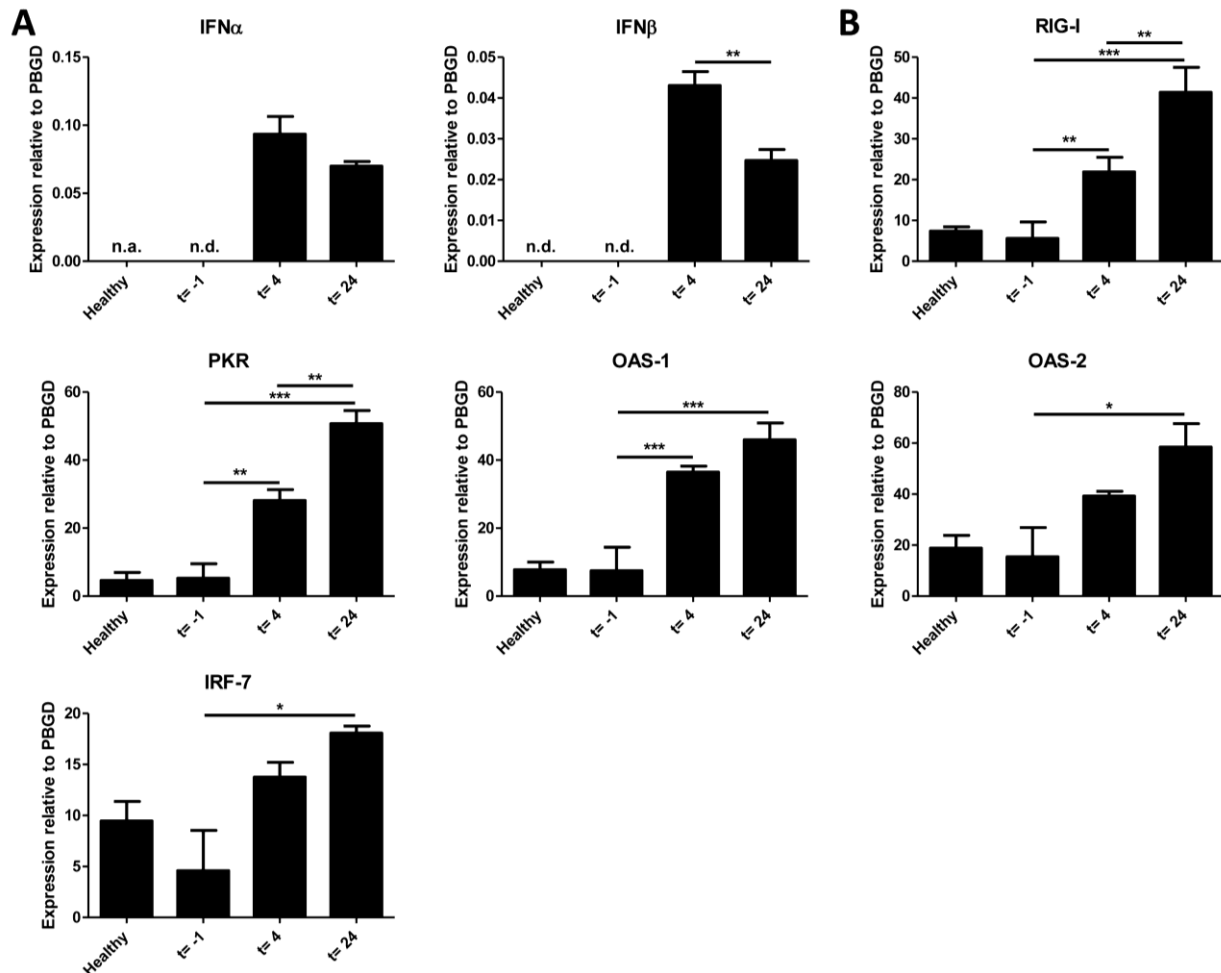 A
IFNα
Expression relative to PBGD
0.15
0.10
0.05
0.00
n.a.
n.d.
Healthy
t= -1
t= 4
t= 24
IFNβ
Expression relative to PBGD
0.05
0.04
0.03
0.02
0.01
0.00
**
n.d.
n.d.
Healthy
t= -1
t= 4
t= 24
B
RIG-I
Expression relative to PBGD
50
40
30
20
10
0
**
***
**
Healthy
t= -1
t= 4
t= 24
PKR
Expression relative to PBGD
60
40
20
0
**
***
**
Healthy
t= -1
t= 4
t= 24
OAS-1
Expression relative to PBGD
60
40
20
0
***
***
Healthy
t= -1
t= 4
t= 24
OAS-2
Expression relative to PBGD
80
60
40
20
0
*
Healthy
t= -1
t= 4
t= 24
IRF-7
Expression relative to PBGD
20
15
10
5
0
*
Healthy
t= -1
t= 4
t= 24